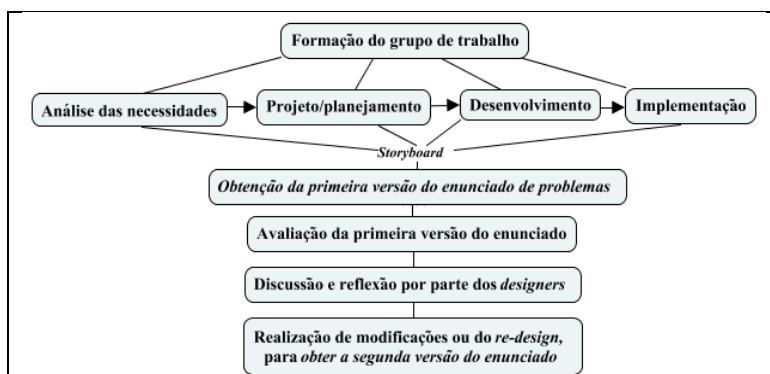 Formação do grupo de trabalho
Análise das necessidades
Projeto/planejamento
Desenvolvimento
Implementação
Storyboard
Obtenção da primeira versão do enunciado de problemas
Avaliação da primeira versão do enunciado
Discussão e reflexão por parte dos designers
Realização de modificações ou do re-design,
para obter a segunda versão do enunciado